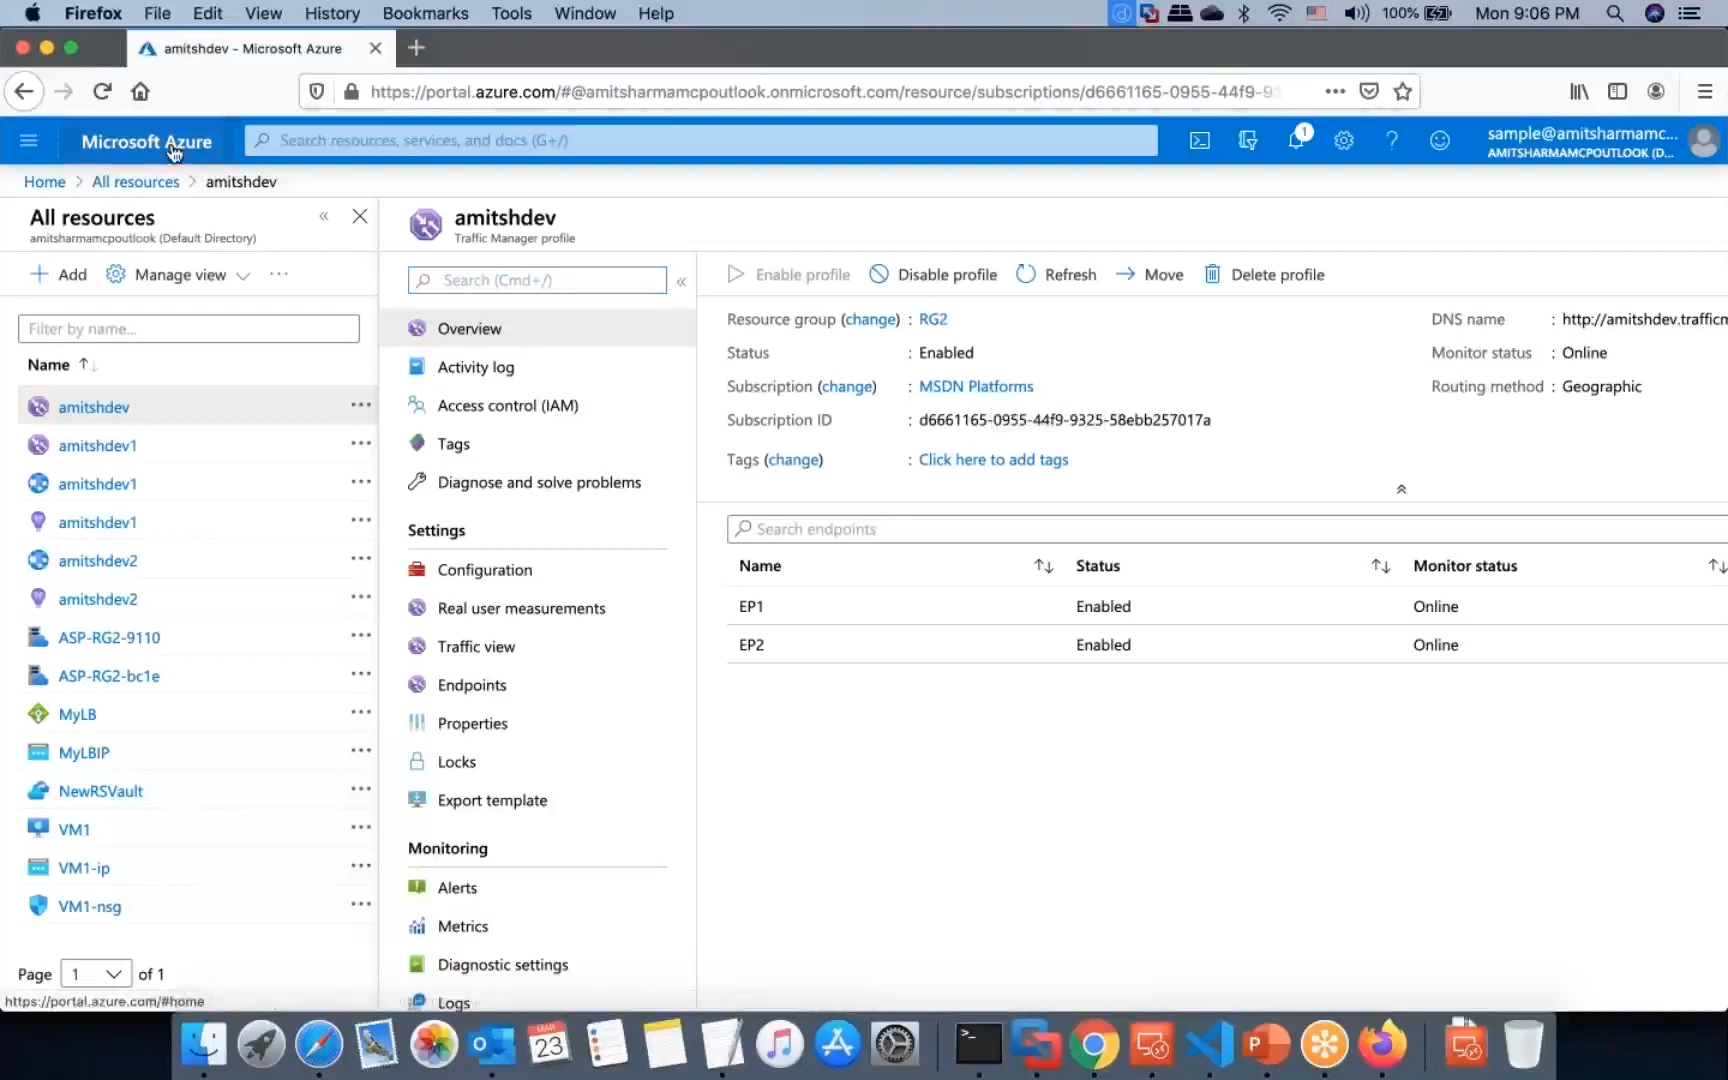 Firefox File Edit View History Bookmarks Tools Window Help 100% Mon 9:06 PM
amitshdev - Microsoft Azure
https://portal.azure.com/#@amitsharmamcpoutlook.onmicrosoft.com/resource/subscriptions/d6661165-0955-44f9-9
Microsoft Azure
Search resources, services, and docs (G+/)
1
sample@amitsharmamc...
AMITSHARMAMCPOUTLOOK (D...
Home > All resources > amitshdev
All resources
amitsharmamcpoutlook (Default Directory)
Add Manage view ...
Filter by name...
Name
amitshdev
amitshdev1
amitshdev1
amitshdev1
amitshdev2
amitshdev2
ASP-RG2-9110
ASP-RG2-bc1e
MyLB
MyLBIP
NewRSVault
VM1
VM1-ip
VM1-nsg
Page 1 of 1
https://portal.azure.com/#home
amitshdev
Traffic Manager profile
Search (Cmd+/)
Overview
Activity log
Access control (IAM)
Tags
Diagnose and solve problems
Settings
Configuration
Real user measurements
Traffic view
Endpoints
Properties
Locks
Export template
Monitoring
Alerts
Metrics
Diagnostic settings
Logs
Enable profile Disable profile Refresh Move Delete profile
Resource group (change) : RG2
Status : Enabled
Subscription (change) : MSDN Platforms
Subscription ID : d6661165-0955-44f9-9325-58ebb257017a
Tags (change) : Click here to add tags
DNS name : http://amitshdev.traffic
Monitor status : Online
Routing method : Geographic
Search endpoints
Name Status Monitor status
EP1 Enabled Online
EP2 Enabled Online
MAR
23